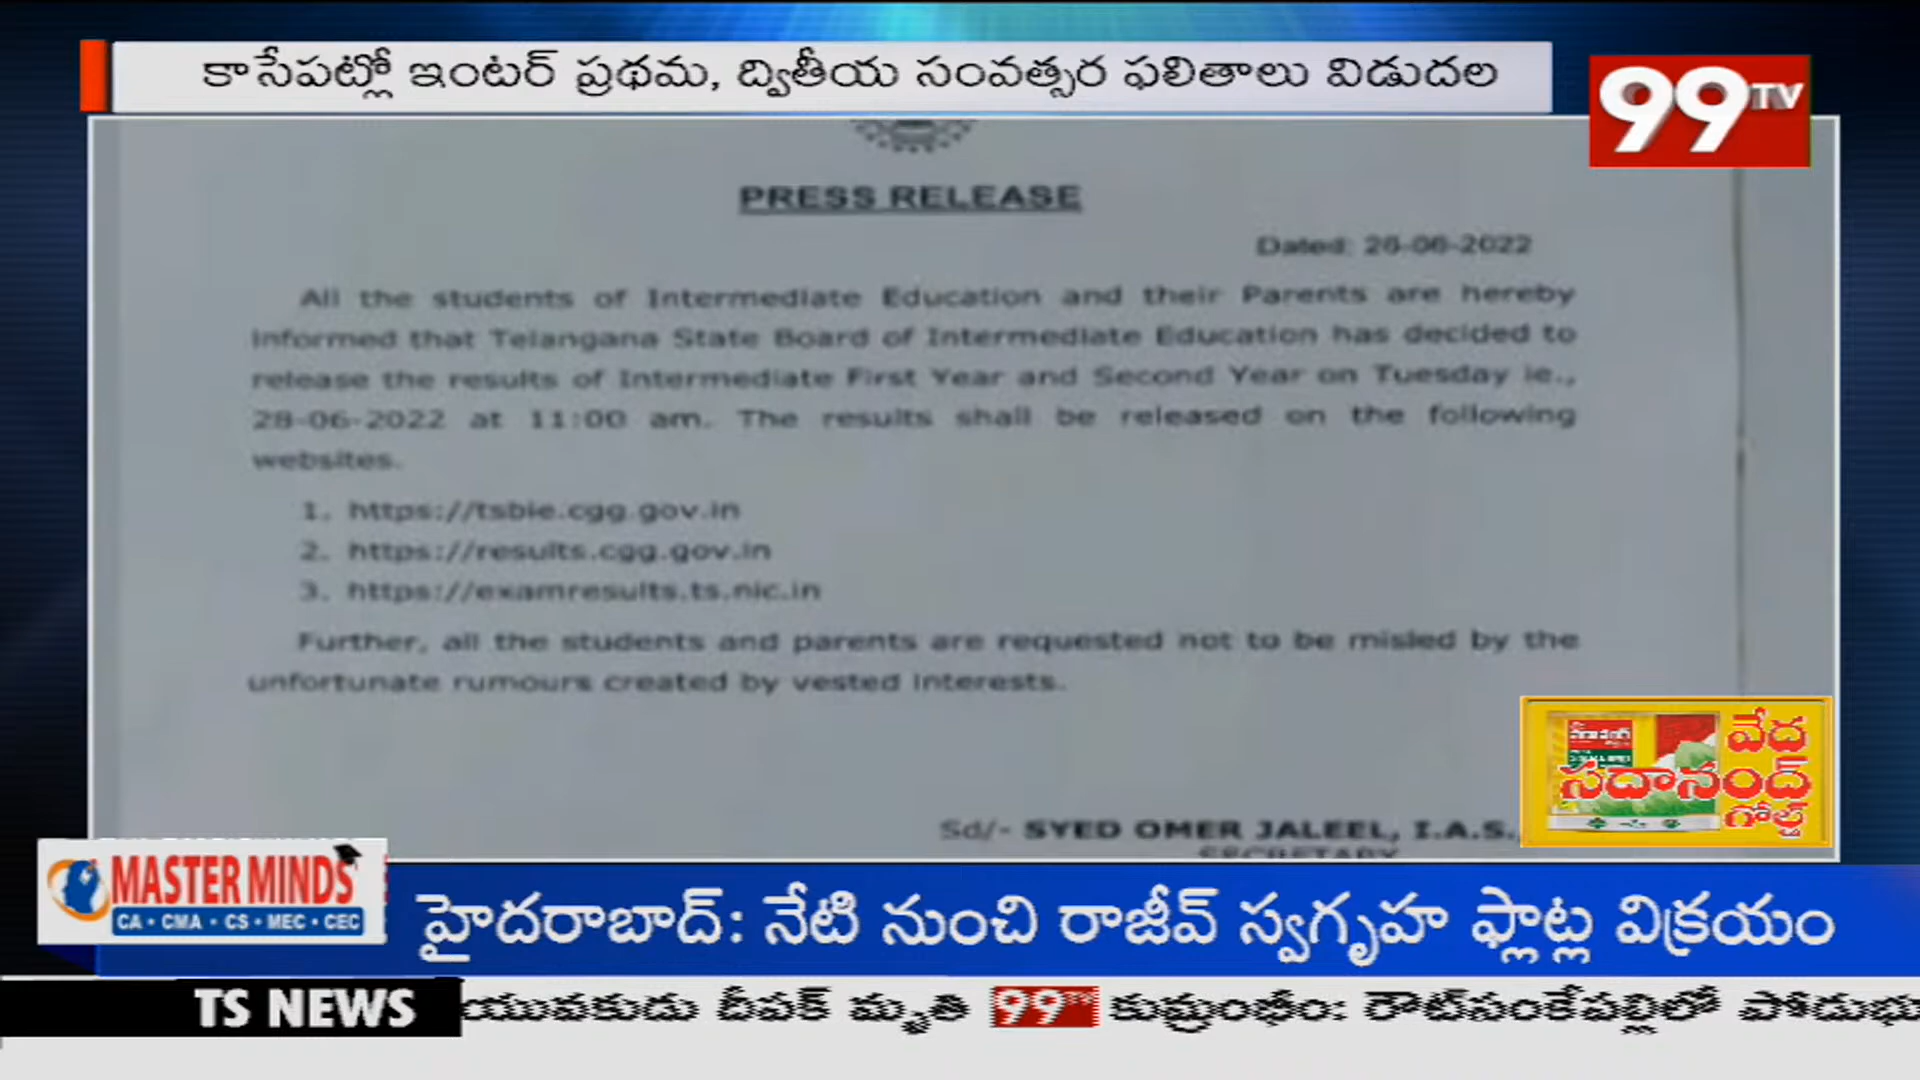 కాసేపట్లో ఇంటర్ ప్రథమ, ద్వితీయ సంవత్సర ఫలితాలు విడుదల
99TV
PRESS RELEASE
Dated: 26-06-2022
All the students of Intermediate Education and their Parents are hereby
informed that Telangana State Board of Intermediate Education has decided to
release the results of Intermediate First Year and Second Year on Tuesday ie.,
28-06-2022 at 11:00 am. The results shall be released on the following
websites.
1. https://tsbie.cgg.gov.in
2. https://results.cgg.gov.in
3. https://examresults.ts.nic.in
Further, all the students and parents are requested not to be misled by the
unfortunate rumours created by vested interests.
Sd/- SYED OMER JALEEL, I.A.S.,
SECRETARY
వేద
సదానంద్
గోల్డ్
MASTER MINDS
CA • CMA • CS • MEC • CEC
హైదరాబాద్: నేటి నుంచి రాజీవ్ స్వగృహ ఫ్లాట్ల విక్రయం
TS NEWS
యువకుడు దీపక్ మృతి 99TV కుమ్రంభీం: రౌట్‌సంకేపల్లిలో పోడుభు